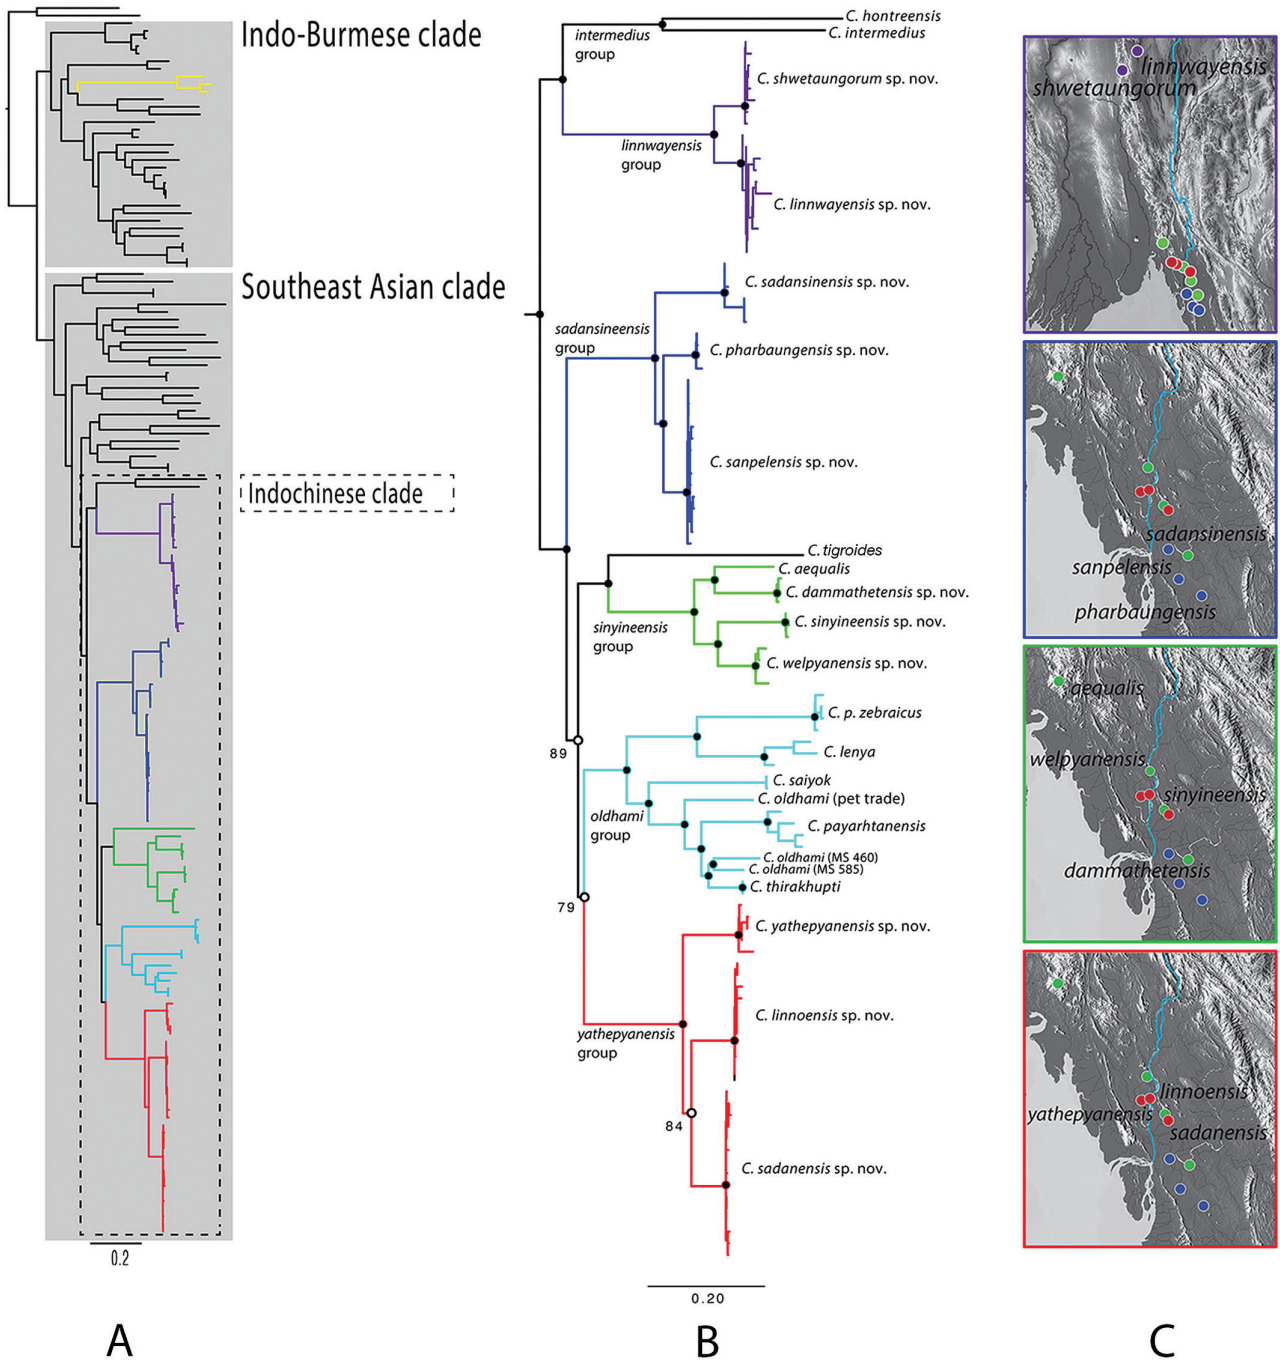 Indo-Burmese clade
Southeast Asian clade
Indochinese clade
0.2
A
C. hontreensis
C. intermedius
intermedius
group
C. shwetaungorum sp. nov.
linnwayensis
group
C. linnwayensis sp. nov.
C. sadansinensis sp. nov.
sadansineensis
group
C. pharbaungensis sp. nov.
C. sanpelensis sp. nov.
C. tigroides
C. aequalis
C. dammathetensis sp. nov.
sinyineensis
group
C. sinyineensis sp. nov.
C. welpyanensis sp. nov.
C. p. zebraicus
89
C. lenya
C. saiyok
C. oldhami (pet trade)
oldhami
group
C. payarhtanensis
C. oldhami (MS 460)
C. oldhami (MS 585)
C. thirakhupti
79
C. yathepyanensis sp. nov.
C. linnoensis sp. nov.
yathepyanensis
group
84
C. sadanensis sp. nov.
0.20
B
linnwayensis
shwetaungorum
sadansinensis
sanpelensis
pharbaungensis
aequalis
welpyanensis
sinyineensis
dammathetensis
linnoensis
yathepyanensis
sadanensis
C